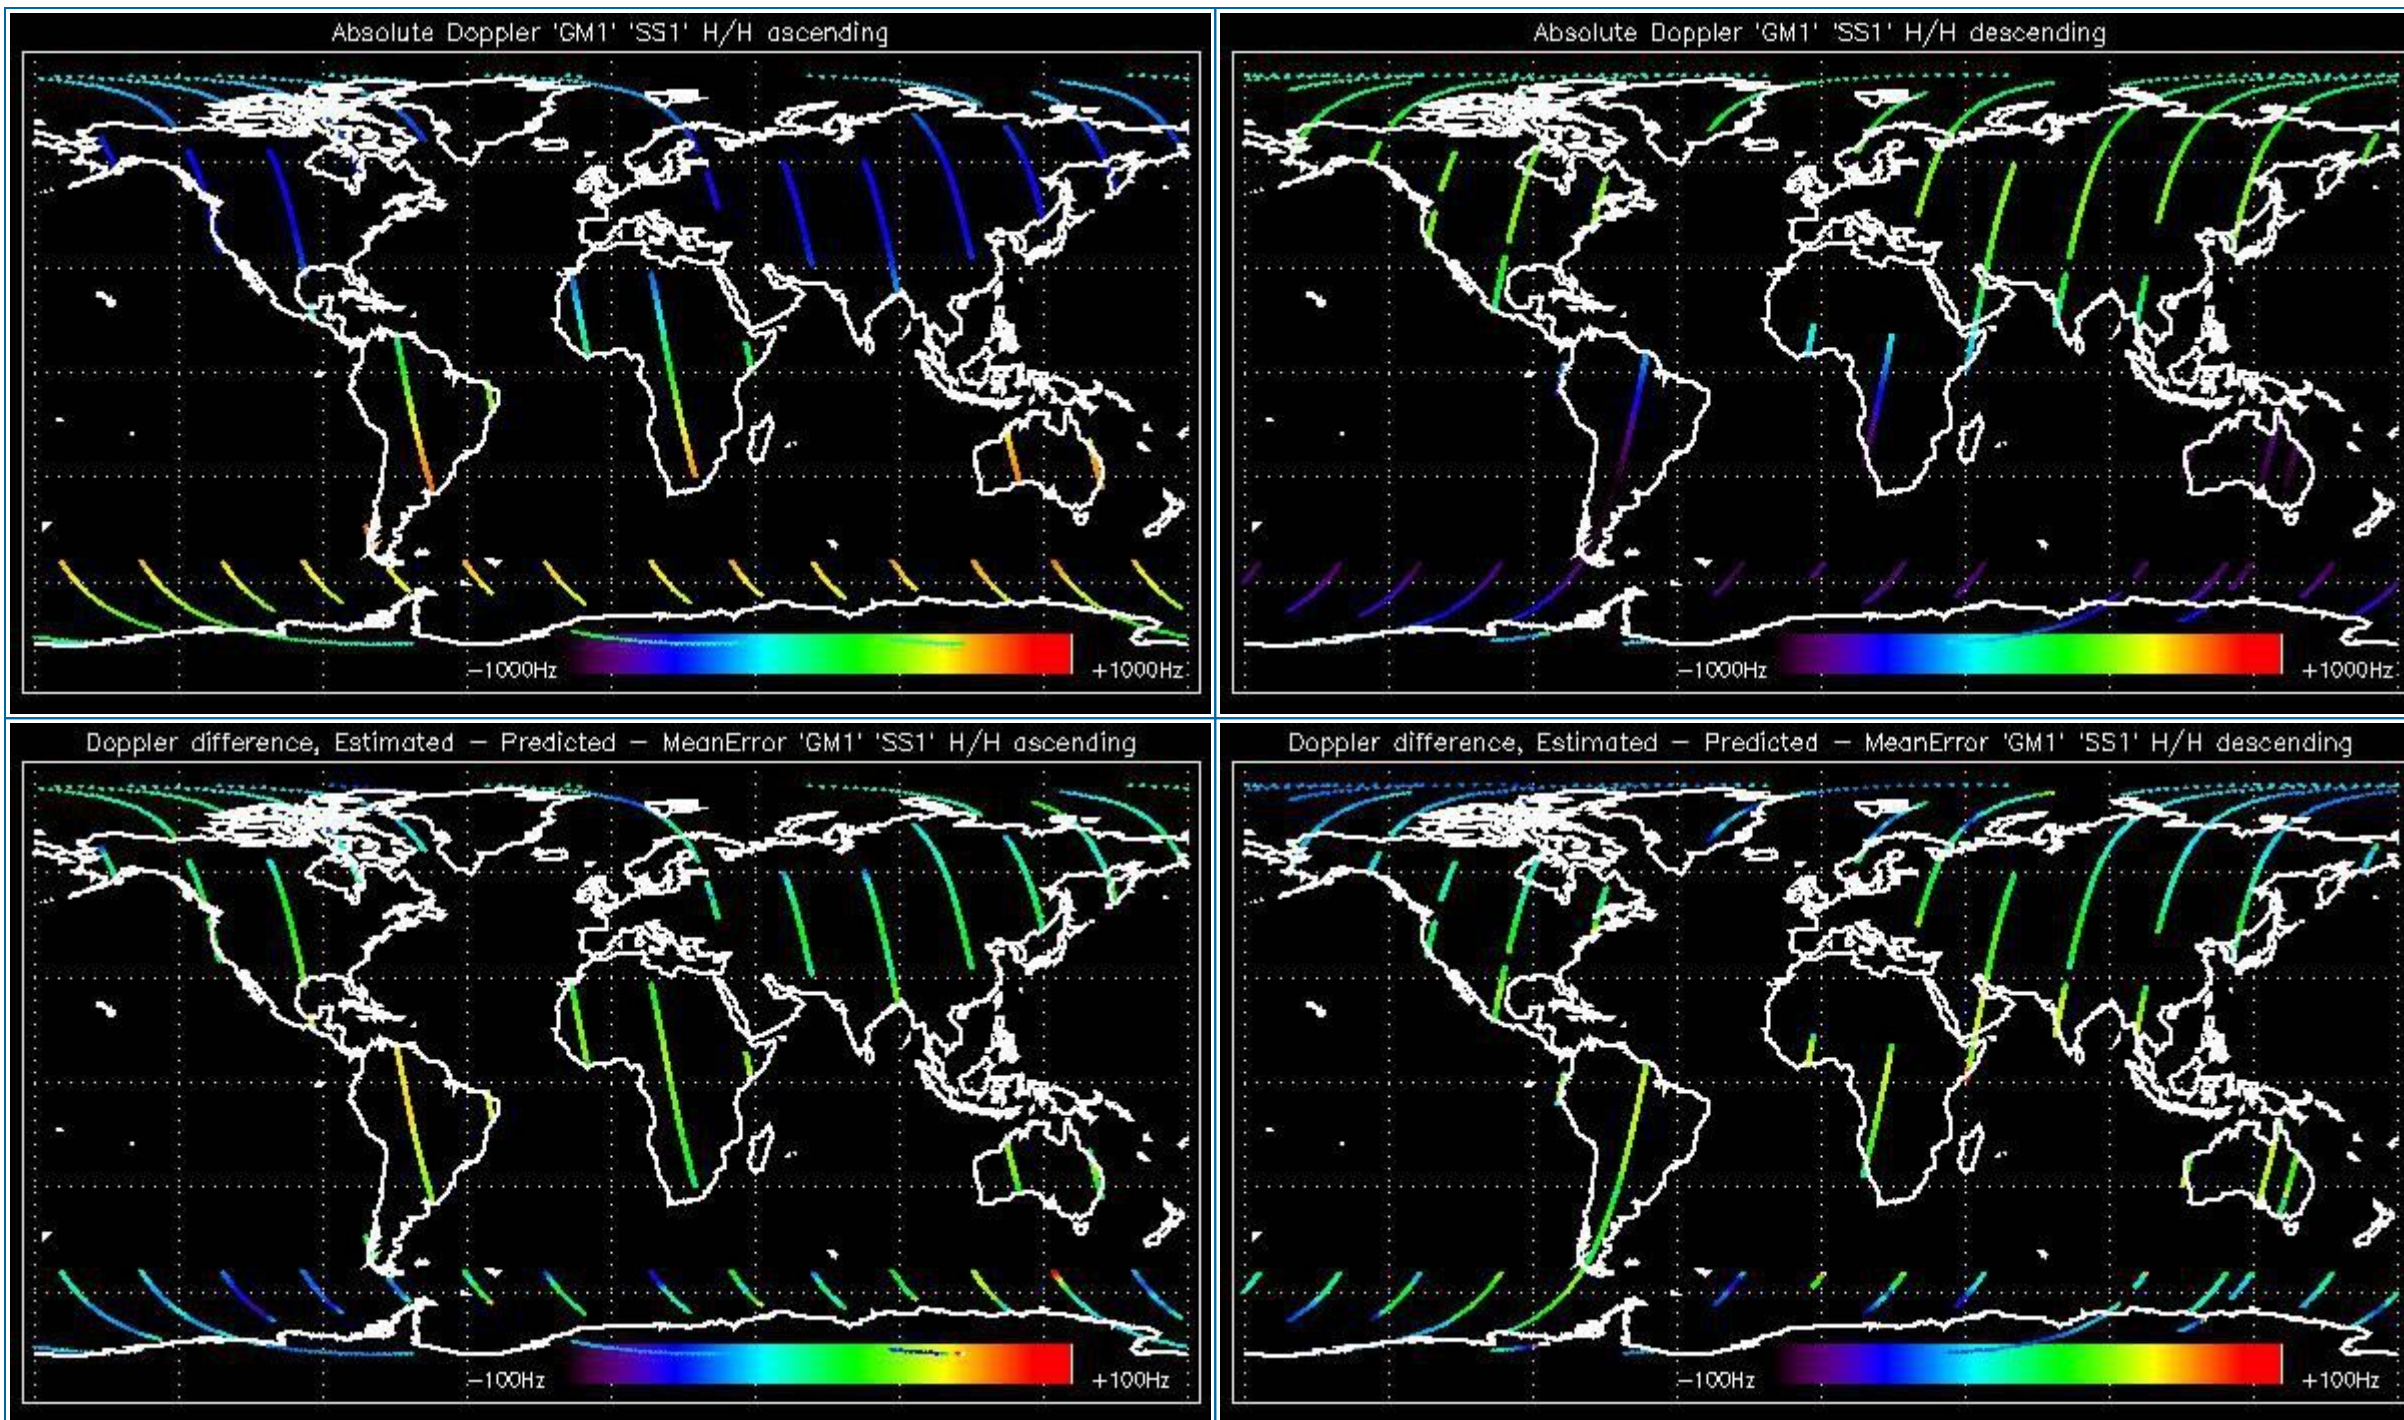 Absolute Doppler 'GM1' 'SS1' H/H ascending
-1000Hz
+1000Hz
Absolute Doppler 'GM1' 'SS1' H/H descending
-1000Hz
+1000Hz
Doppler difference, Estimated - Predicted - MeanError 'GM1' 'SS1' H/H ascending
-100Hz
+100Hz
Doppler difference, Estimated - Predicted - MeanError 'GM1' 'SS1' H/H descending
-100Hz
+100Hz